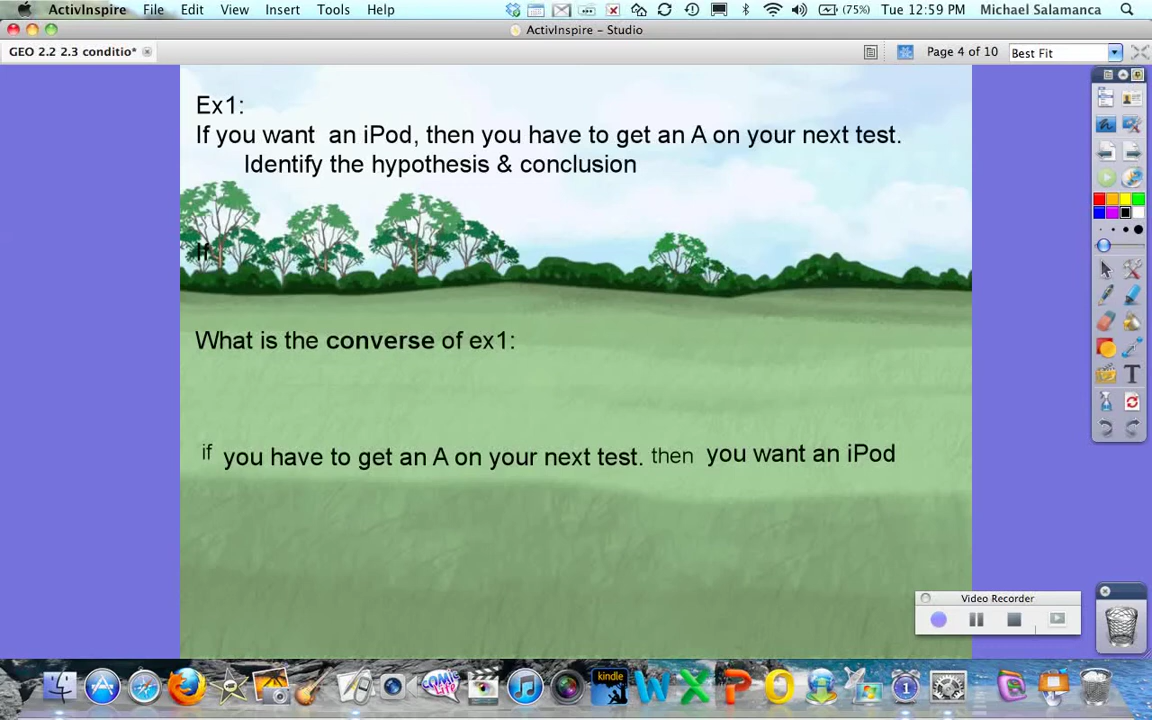 ActivInspire File Edit View Insert Tools Help (75%) Tue 12:59 PM Michael Salamanca
ActivInspire – Studio
GEO 2.2 2.3 conditio* Page 4 of 10 Best Fit
Ex1:
If you want an iPod, then you have to get an A on your next test.
Identify the hypothesis & conclusion
If
What is the converse of ex1:
if you have to get an A on your next test. then you want an iPod
Video Recorder
kindle